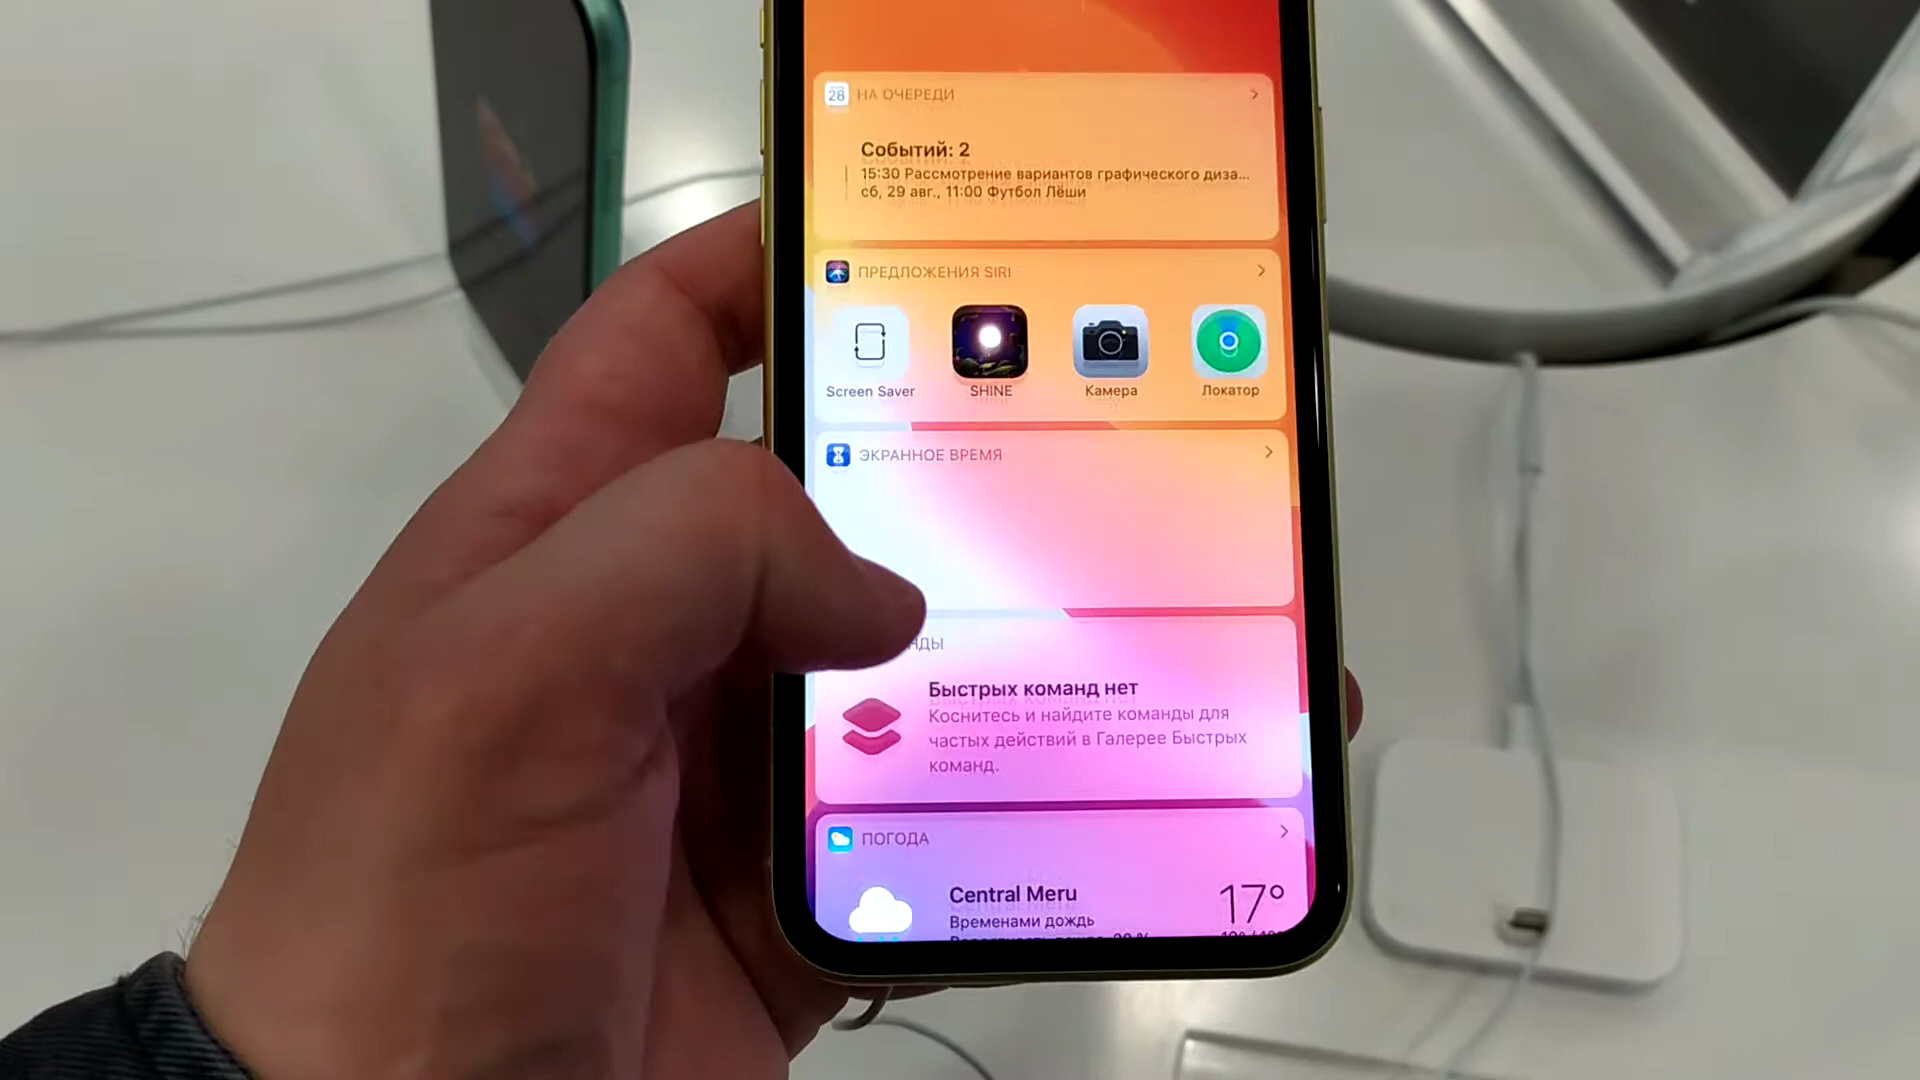 28 НА ОЧЕРЕДИ
Событий: 2
15:30 Рассмотрение вариантов графического диза...
сб, 29 авг., 11:00 Футбол Лёши
ПРЕДЛОЖЕНИЯ SIRI
Screen Saver SHINE Камера Локатор
ЭКРАННОЕ ВРЕМЯ
НДЫ
Быстрых команд нет
Коснитесь и найдите команды для
частых действий в Галерее Быстрых
команд.
ПОГОДА
Central Meru 17°
Временами дождь